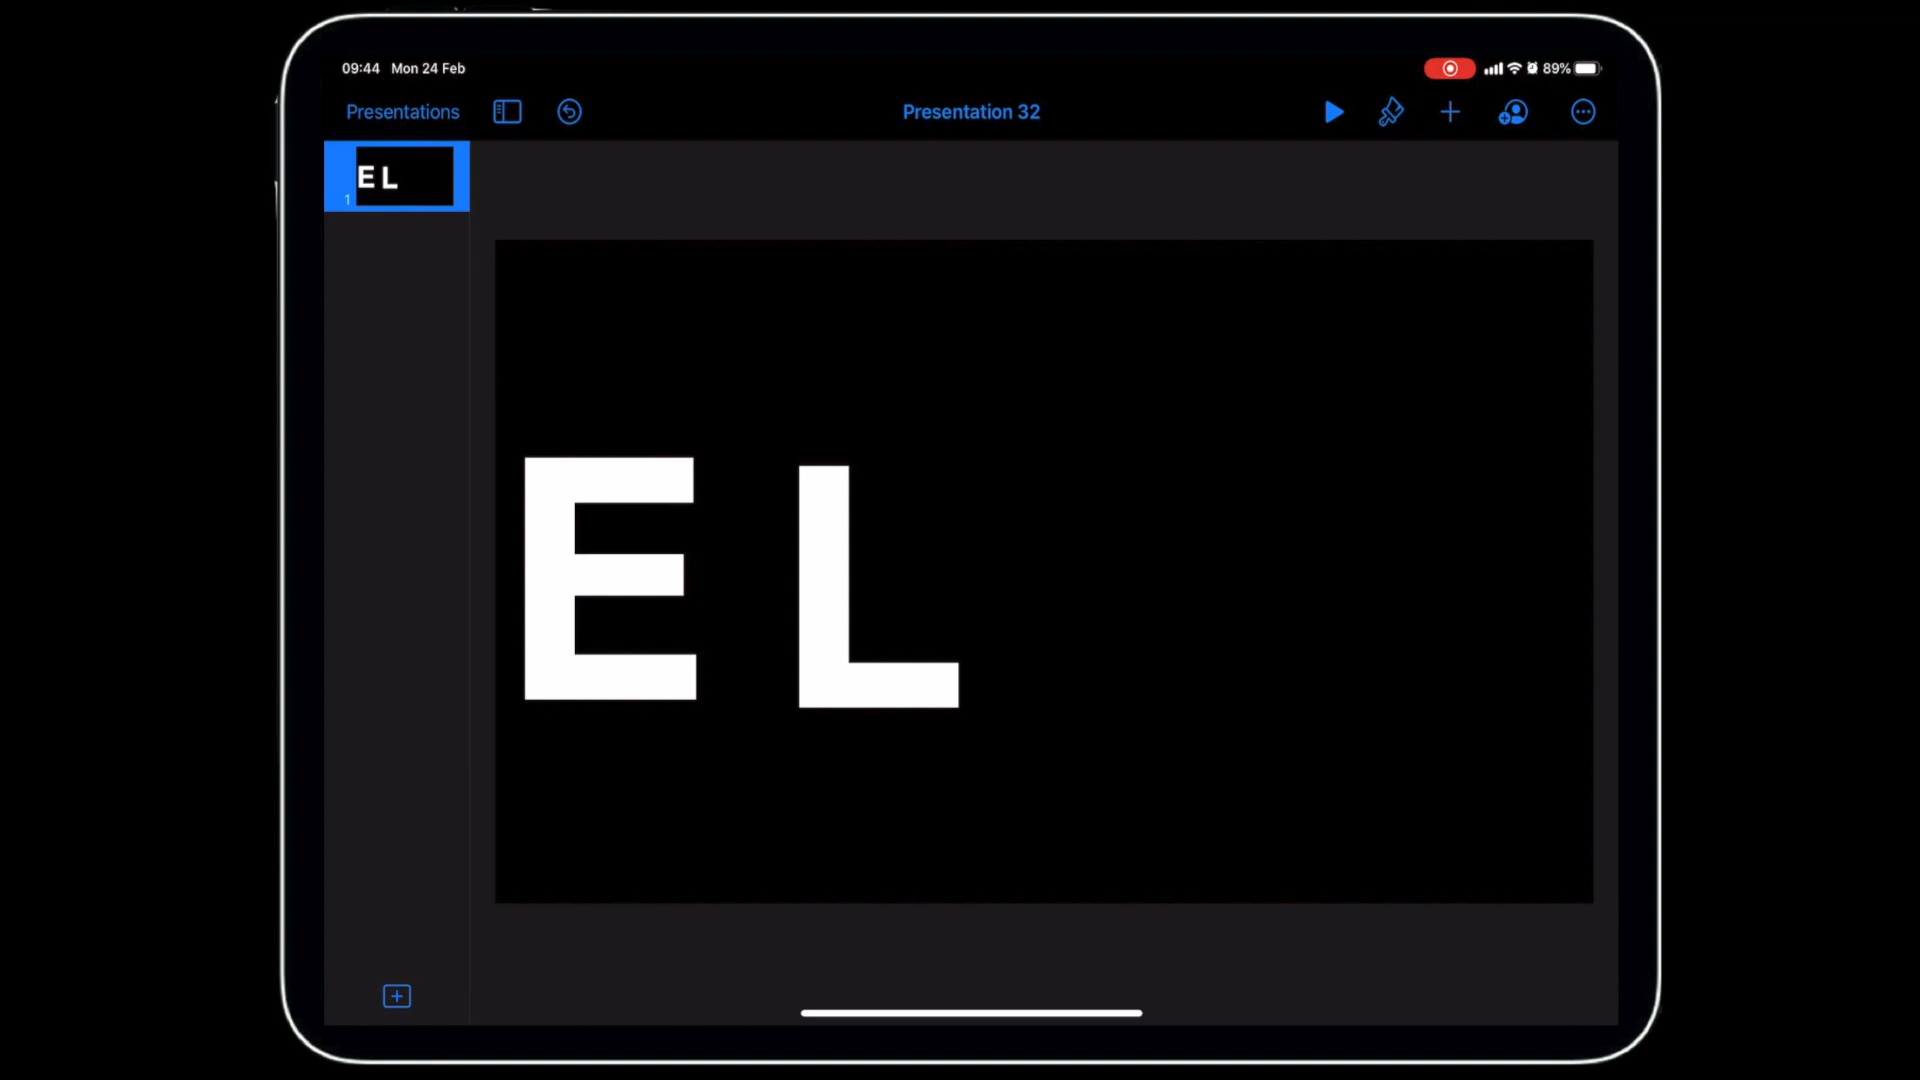 09:44 Mon 24 Feb
89%
Presentations
Presentation 32
E L
1
E L